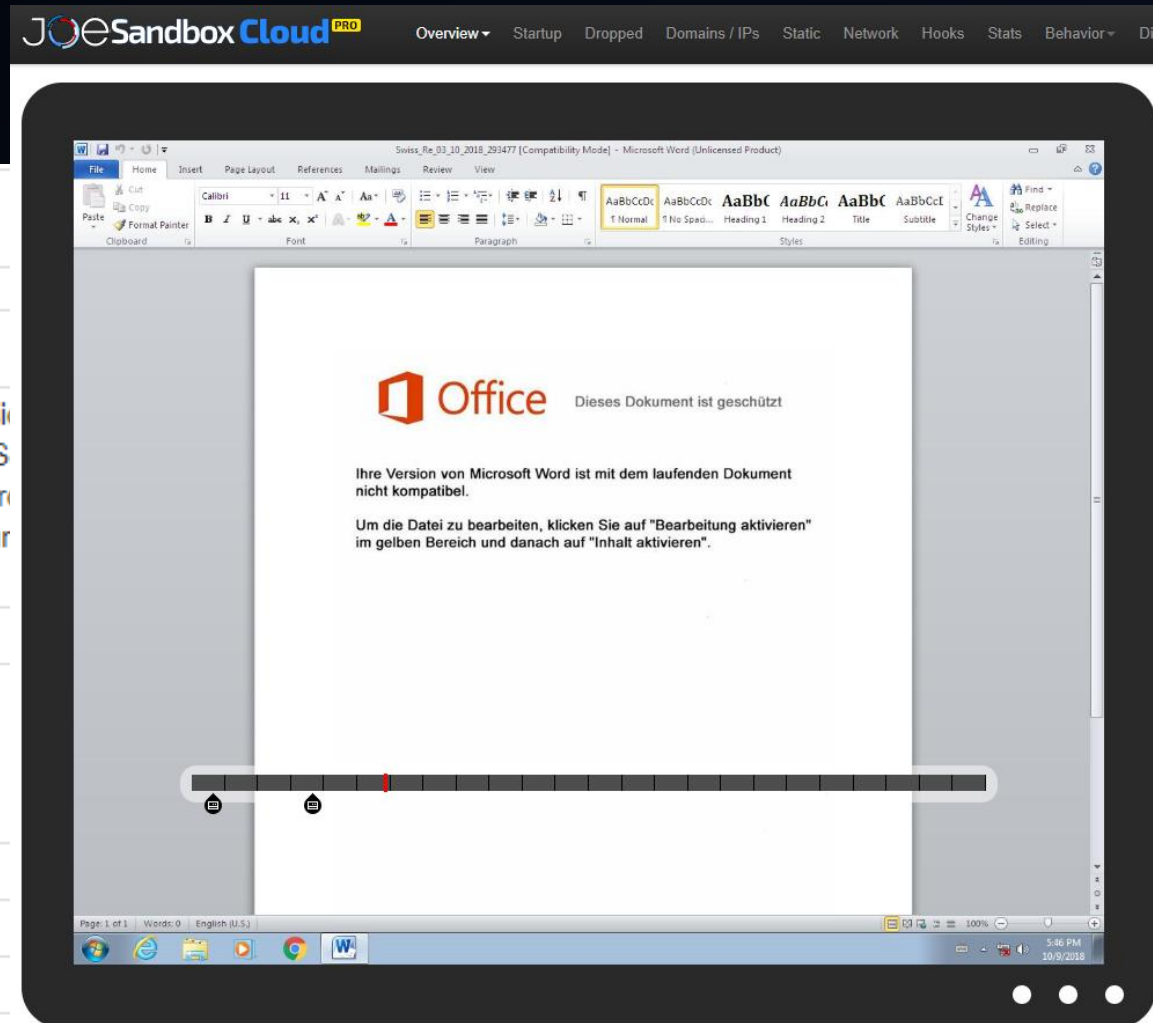 JOeSandbox Cloud PRO
Overview Startup Dropped Domains / IPs Static Network Hooks Stats Behavior
Swiss_Re_03_10_2018_293477 [Compatibility Mode] - Microsoft Word (Unlicensed Product)
File Home Insert Page Layout References Mailings Review View
Cut
Copy
Paste
Format Painter
Calibri 11
AaBbCcDc AaBbCcDc AaBbC AaBbC AaBbC AaBbCcI
¶ Normal ¶ No Spaci... Heading 1 Heading 2 Title Subtitle
Change Styles
Find
Replace
Select
Clipboard Font Paragraph Styles Editing
Office Dieses Dokument ist geschützt
Ihre Version von Microsoft Word ist mit dem laufenden Dokument
nicht kompatibel.
Um die Datei zu bearbeiten, klicken Sie auf "Bearbeitung aktivieren"
im gelben Bereich und danach auf "Inhalt aktivieren".
Page: 1 of 1 Words: 0 English (U.S.) 100%
5:46 PM
10/9/2018